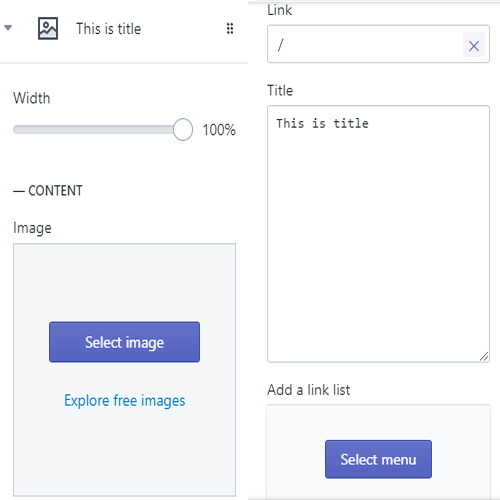 This is title
Width
100%
— CONTENT
Image
Select image
Explore free images
Link
/
Title
This is title
Add a link list
Select menu